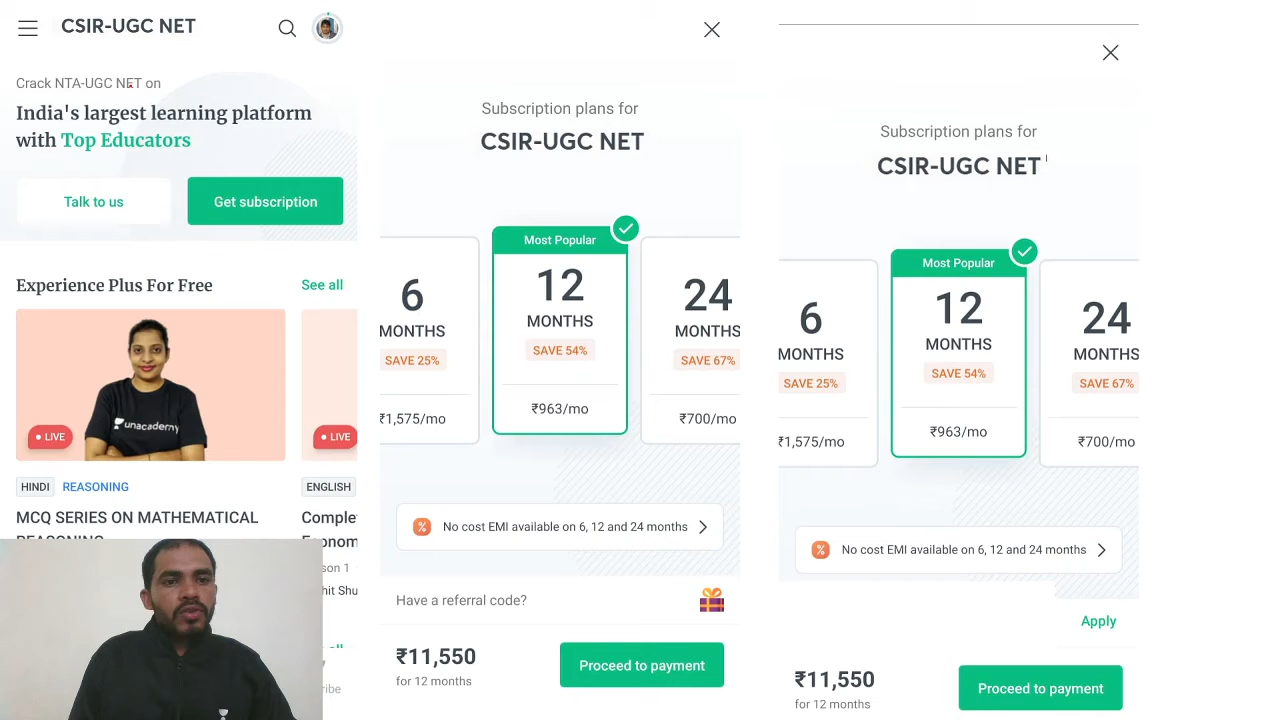 CSIR-UGC NET
Crack NTA-UGC NET on
India's largest learning platform
with Top Educators
Talk to us
Get subscription
Experience Plus For Free
See all
unacademy
LIVE
LIVE
HINDI
REASONING
ENGLISH
MCQ SERIES ON MATHEMATICAL
REASONING
Subscription plans for
CSIR-UGC NET
Most Popular
6
MONTHS
SAVE 25%
₹1,575/mo
12
MONTHS
SAVE 54%
₹963/mo
24
MONTHS
SAVE 67%
₹700/mo
No cost EMI available on 6, 12 and 24 months
Have a referral code?
₹11,550
for 12 months
Proceed to payment
Subscription plans for
CSIR-UGC NET
Most Popular
6
MONTHS
SAVE 25%
₹1,575/mo
12
MONTHS
SAVE 54%
₹963/mo
24
MONTHS
SAVE 67%
₹700/mo
No cost EMI available on 6, 12 and 24 months
Apply
₹11,550
for 12 months
Proceed to payment